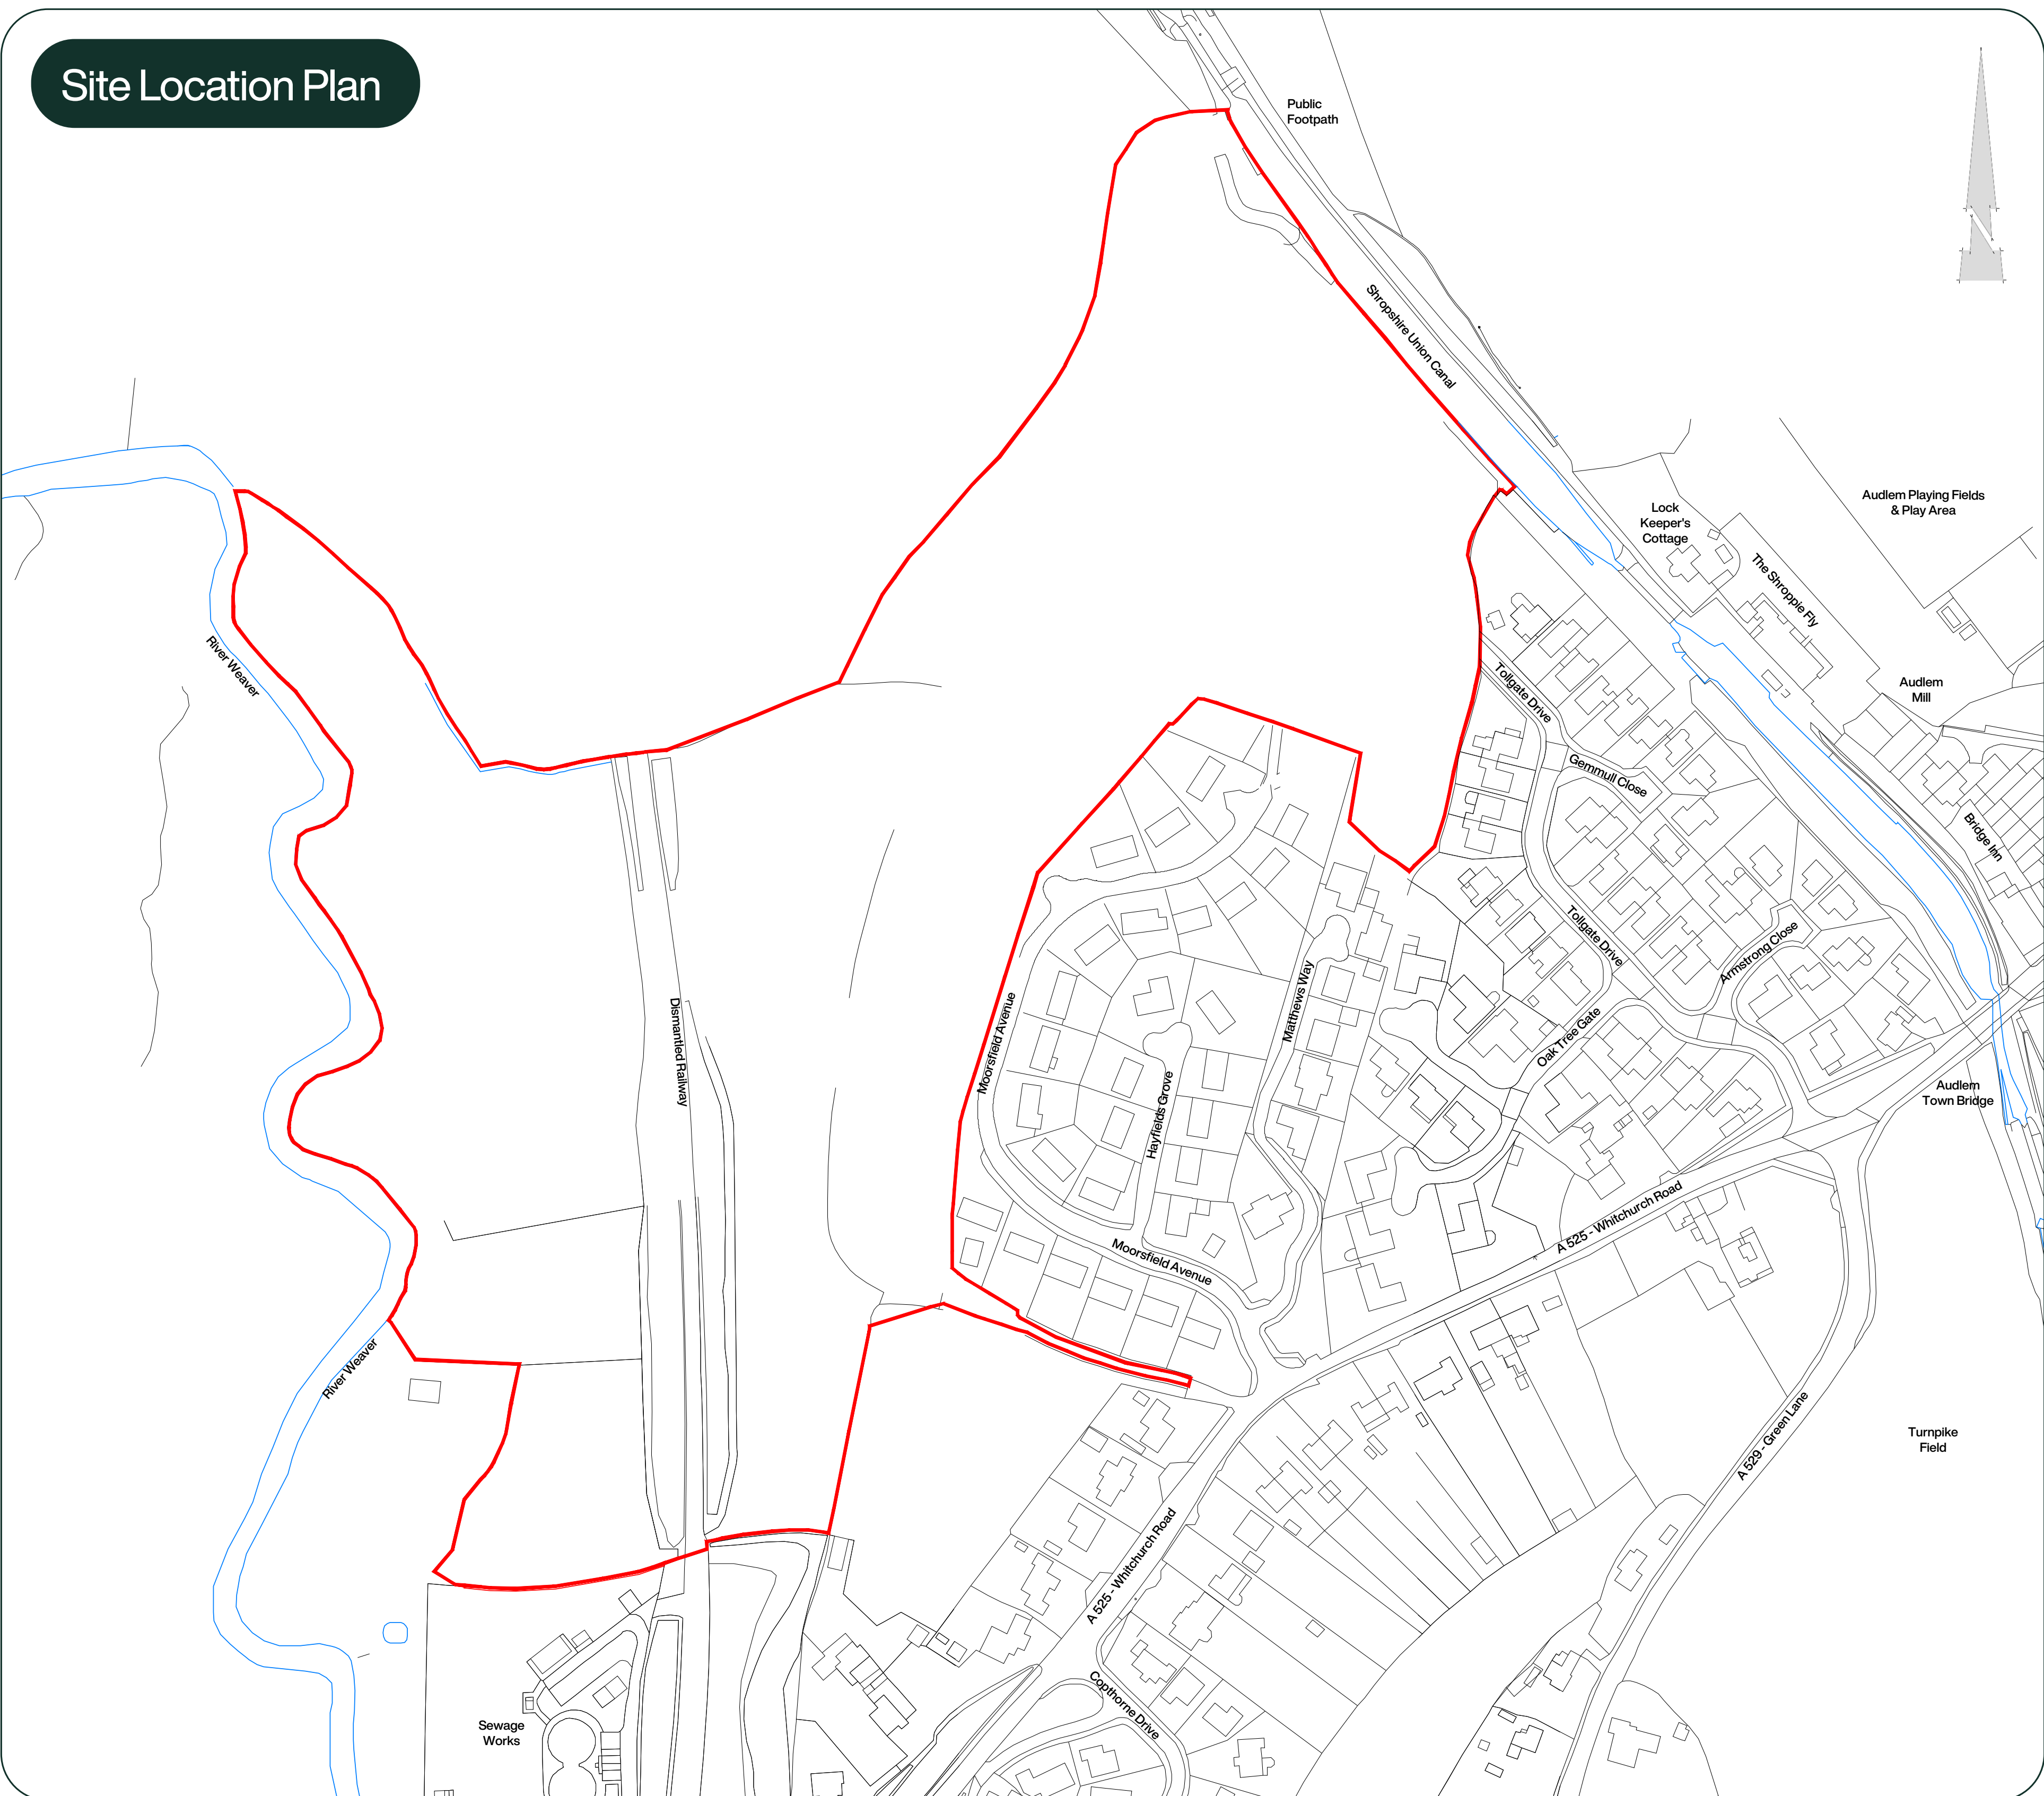 Site Location Plan
Public
Footpath
Shropshire Union Canal
Audlem Playing Fields
& Play Area
Lock
Keeper's
Cottage
The Shroppie Fly
River Weaver
Tollgate Drive
Audlem
Mill
Gemmull Close
Bridge Inn
Tollgate Drive
Armstrong Close
Matthews Way
Moorsfield Avenue
Dismantled Railway
Oak Tree Gate
Hayfields Grove
Audlem
Town Bridge
A 525 - Whitchurch Road
Moorsfield Avenue
River Weaver
A 529 - Green Lane
Turnpike
Field
A 525 - Whitchurch Road
Copthorne Drive
Sewage
Works